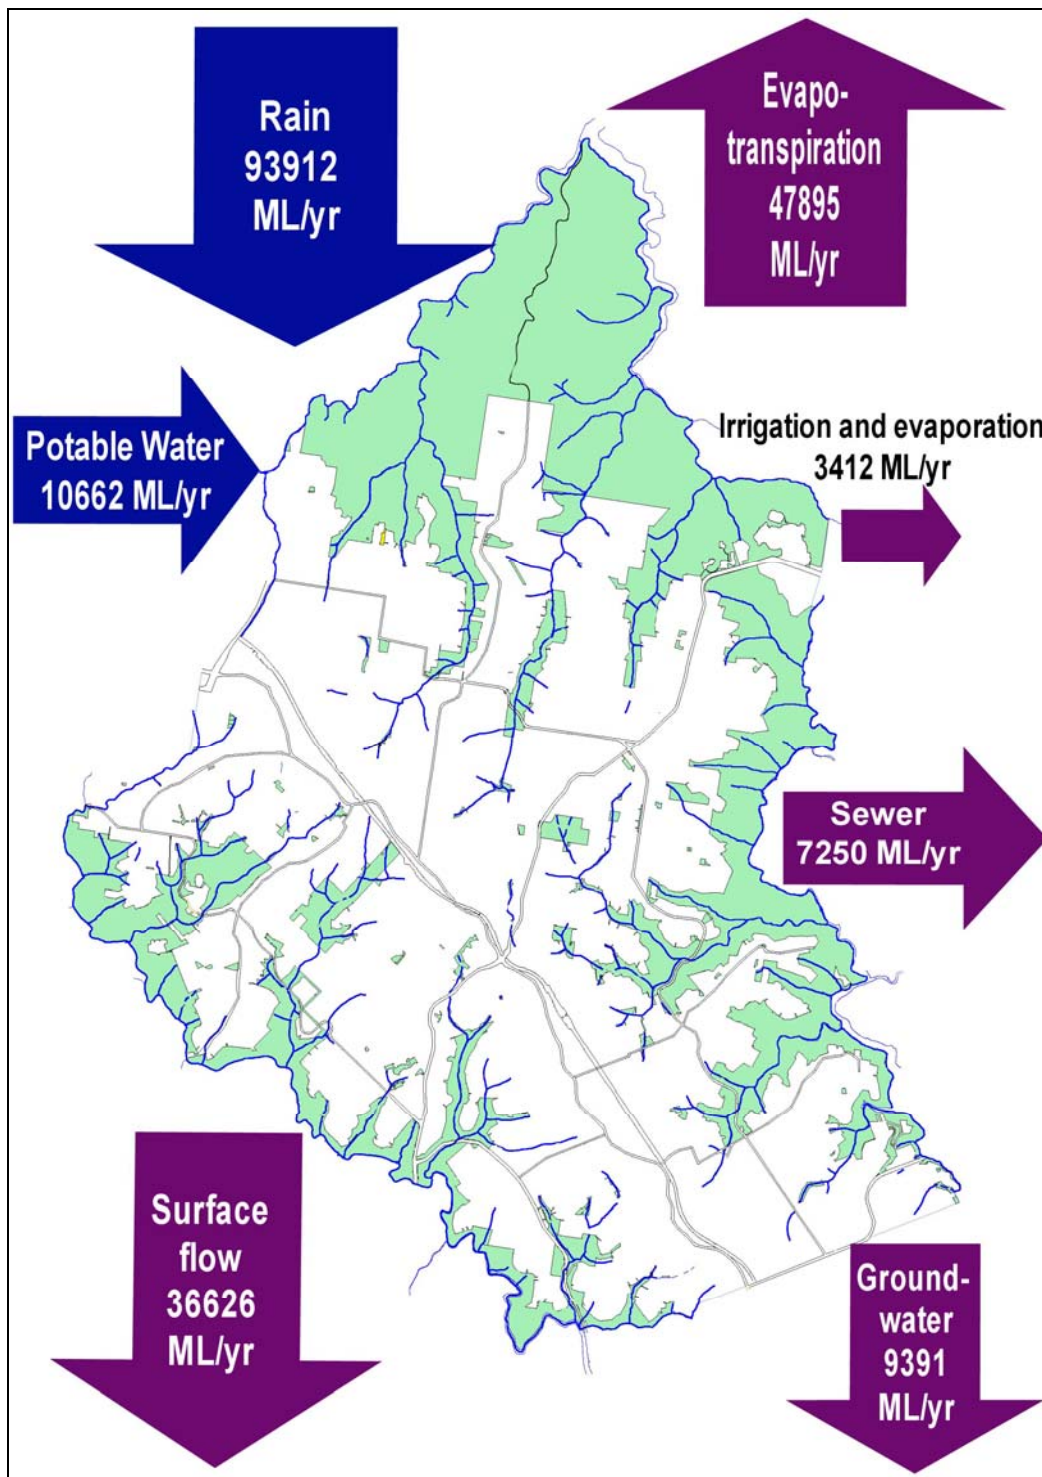 Rain
93912
ML/yr
Evapo-
transpiration
47895
ML/yr
Potable Water
10662 ML/yr
Irrigation and evaporation
3412 ML/yr
Sewer
7250 ML/yr
Surface
flow
36626
ML/yr
Ground-
water
9391
ML/yr